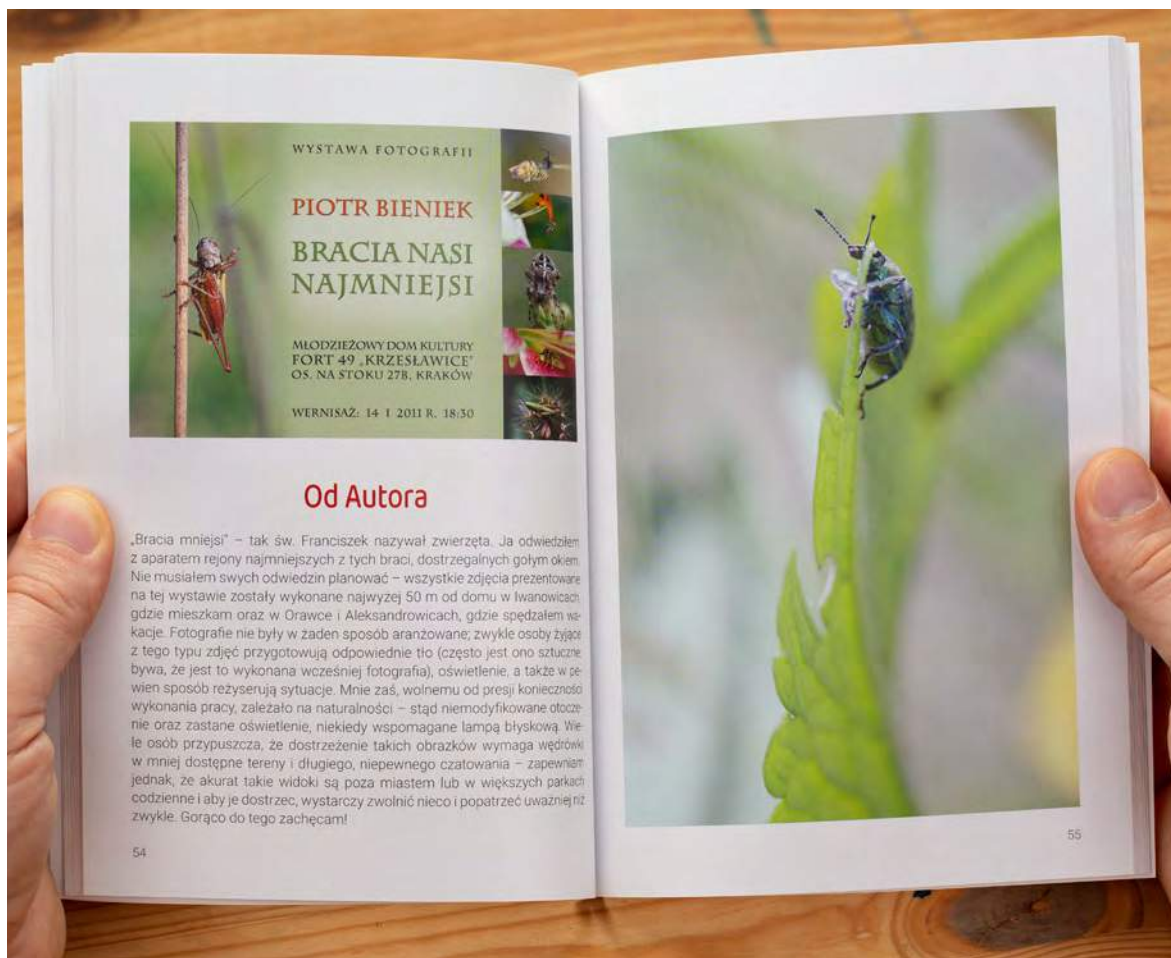 WYSTAWA FOTOGRAFII
PIOTR BIENIEK
BRACIA NASI
NAJMNIEJSI
MŁODZIEŻOWY DOM KULTURY
FORT 49 „KRZESŁAWICE"
OS. NA STOKU 27B, KRAKÓW
WERNISAŻ: 14 I 2011 R. 18:30
Od Autora
„Bracia mniejsi" – tak św. Franciszek nazywał zwierzęta. Ja odwiedziłem
z aparatem rejony najmniejszych z tych braci, dostrzegalnych gołym okiem.
Nie musiałem swych odwiedzin planować – wszystkie zdjęcia prezentowane
na tej wystawie zostały wykonane najwyżej 50 m od domu w Iwanowicach,
gdzie mieszkam oraz w Orawce i Aleksandrowicach, gdzie spędzałem wa-
kacje. Fotografie nie były w żaden sposób aranżowane; zwykle osoby żyjące
z tego typu zdjęć przygotowują odpowiednie tło (często jest ono sztuczne,
bywa, że jest to wykonana wcześniej fotografia), oświetlenie, a także w pe-
wien sposób reżyserują sytuacje. Mnie zaś, wolnemu od presji konieczności
wykonania pracy, zależało na naturalności – stąd niemodyfikowane otocze-
nie oraz zastane oświetlenie, niekiedy wspomagane lampą błyskową. Wie-
le osób przypuszcza, że dostrzeżenie takich obrazków wymaga wędrówki
w mniej dostępne tereny i długiego, niepewnego czatowania – zapewniam
jednak, że akurat takie widoki są poza miastem lub w większych parkach
codzienne i aby je dostrzec, wystarczy zwolnić nieco i popatrzeć uważniej niż
zwykle. Gorąco do tego zachęcam!
54
55